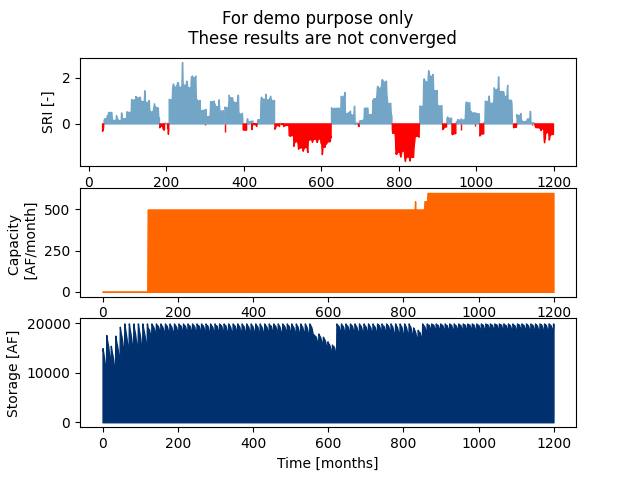 For demo purpose only
These results are not converged
SRI [-]
2
0
0 200 400 600 800 1000 1200
Capacity
[AF/month]
500
250
0
0 200 400 600 800 1000 1200
Storage [AF]
20000
10000
0
0 200 400 600 800 1000 1200
Time [months]